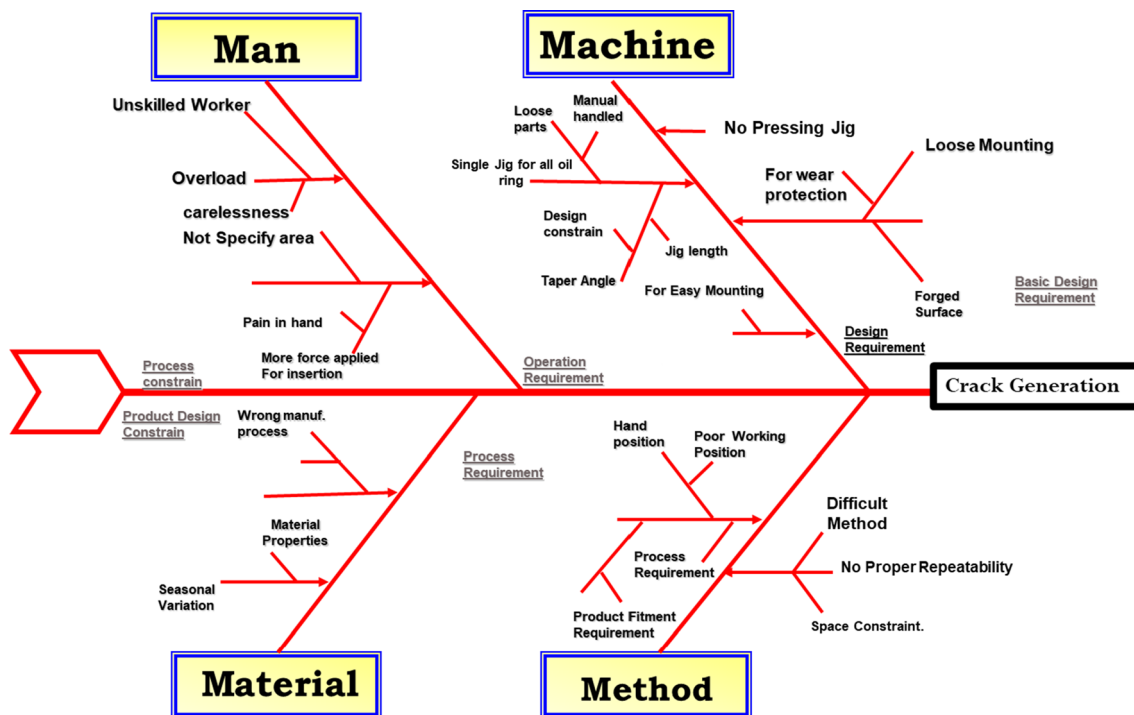 Man
Machine
Unskilled Worker
Overload
carelessness
Not Specify area
Pain in hand
More force applied
For insertion
Loose
parts
Manual
handled
Single Jig for all oil
ring
Design
constrain
Taper Angle
Jig length
No Pressing Jig
For wear
protection
Loose Mounting
Forged
Surface
For Easy Mounting
Design
Requirement
Basic Design
Requirement
Process
constrain
Operation
Requirement
Crack Generation
Product Design
Constrain
Wrong manuf.
process
Process
Requirement
Material
Properties
Seasonal
Variation
Hand
position
Poor Working
Position
Process
Requirement
Product Fitment
Requirement
Difficult
Method
No Proper Repeatability
Space Constraint.
Material
Method